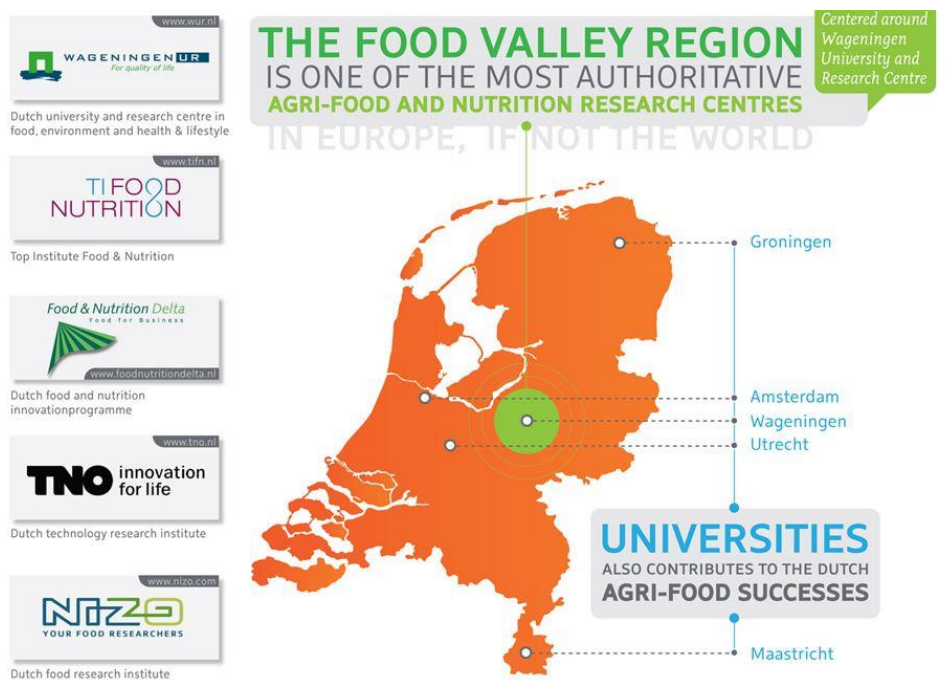 www.wur.nl
WAGENINGEN UR
For quality of life
Dutch university and research centre in
food, environment and health & lifestyle
www.tifn.nl
TI FOOD
NUTRITION
Top Institute Food & Nutrition
Food & Nutrition Delta
Food for Business
www.foodnutritiondelta.nl
Dutch food and nutrition
innovationprogramme
www.tno.nl
TNO innovation
for life
Dutch technology research institute
www.nizo.com
NIZO
YOUR FOOD RESEARCHERS
Dutch food research institute
THE FOOD VALLEY REGION
IS ONE OF THE MOST AUTHORITATIVE
AGRI-FOOD AND NUTRITION RESEARCH CENTRES
IN EUROPE, IF NOT THE WORLD
Centered around
Wageningen
University and
Research Centre
Groningen
Amsterdam
Wageningen
Utrecht
UNIVERSITIES
ALSO CONTRIBUTES TO THE DUTCH
AGRI-FOOD SUCCESSES
Maastricht